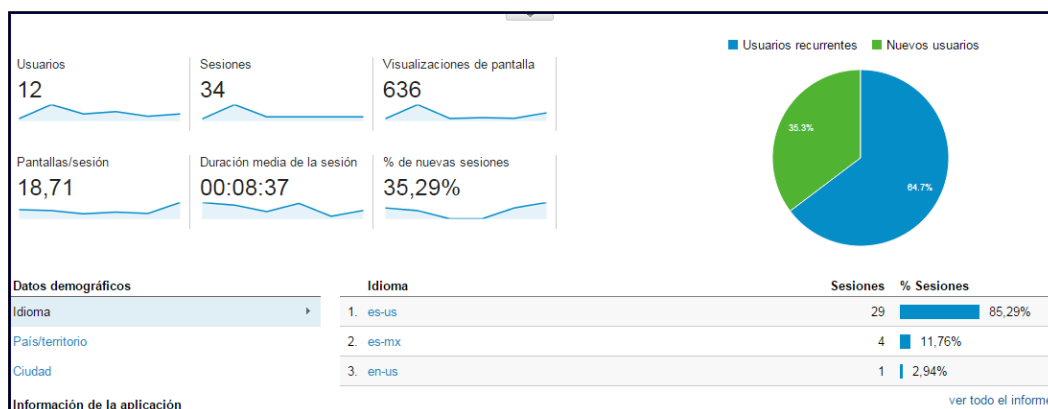 Usuarios recurrentes Nuevos usuarios
Usuarios Sesiones Visualizaciones de pantalla
12 34 636
Pantallas/sesión Duración media de la sesión % de nuevas sesiones
18,71 00:08:37 35,29%
35.3%
64.7%
Datos demográficos Idioma Sesiones % Sesiones
Idioma 1. es-us 29 85,29%
País/territorio 2. es-mx 4 11,76%
Ciudad 3. en-us 1 2,94%
Información de la aplicación ver todo el informe